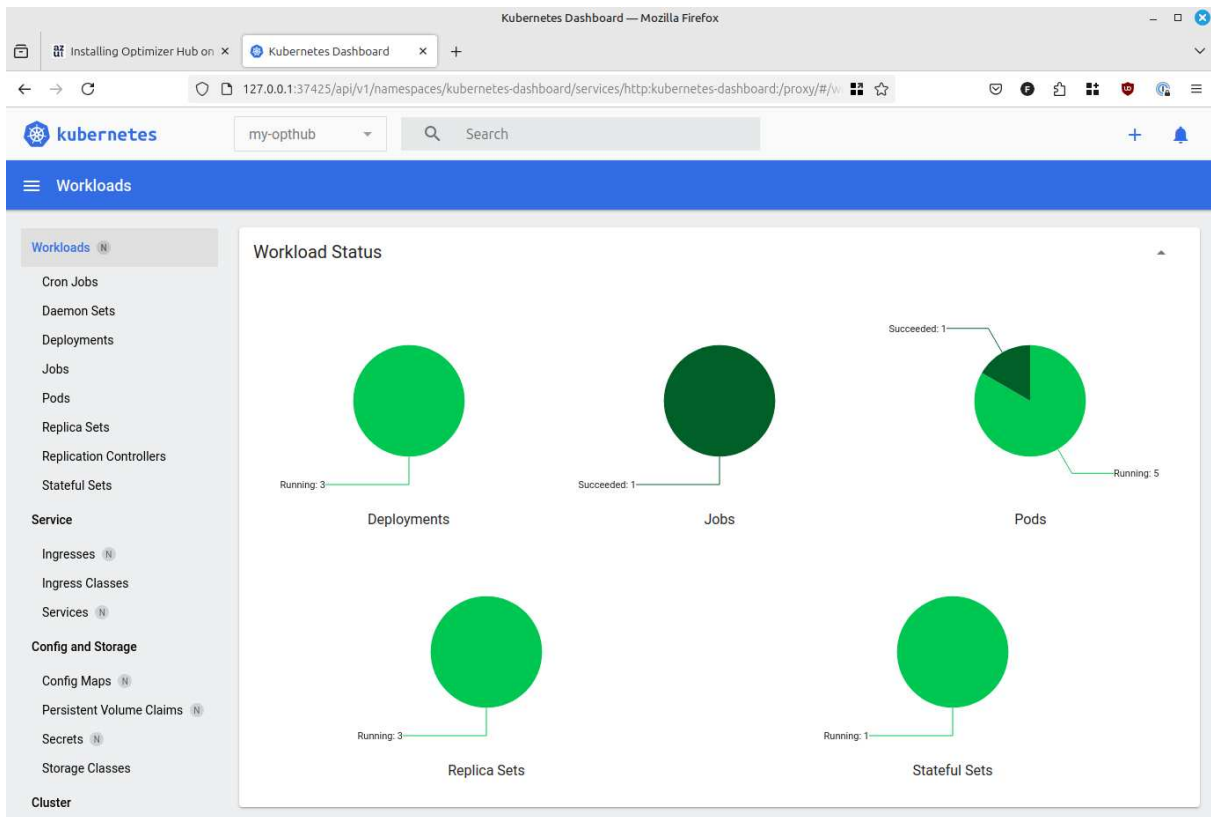 Kubernetes Dashboard — Mozilla Firefox
Installing Optimizer Hub on
Kubernetes Dashboard
127.0.0.1:37425/api/v1/namespaces/kubernetes-dashboard/services/http:kubernetes-dashboard:/proxy/#/w
kubernetes
my-opthub
Search
Workloads
Workloads N
Cron Jobs
Daemon Sets
Deployments
Jobs
Pods
Replica Sets
Replication Controllers
Stateful Sets
Service
Ingresses N
Ingress Classes
Services N
Config and Storage
Config Maps N
Persistent Volume Claims N
Secrets N
Storage Classes
Cluster
Workload Status
Running: 3
Deployments
Succeeded: 1
Jobs
Succeeded: 1
Running: 5
Pods
Running: 3
Replica Sets
Running: 1
Stateful Sets